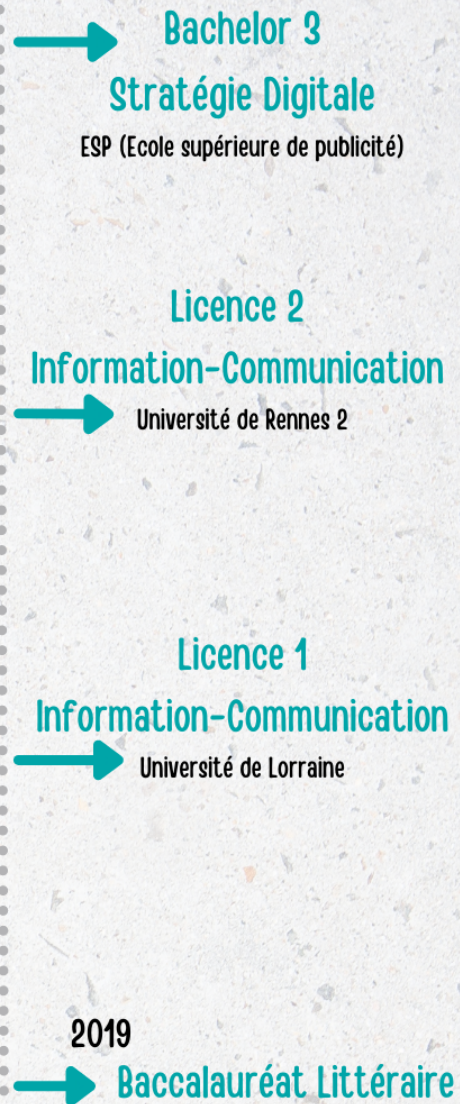 Bachelor 3
Stratégie Digitale
ESP (Ecole supérieure de publicité)
Licence 2
Information-Communication
Université de Rennes 2
Licence 1
Information-Communication
Université de Lorraine
2019
Baccalauréat Littéraire